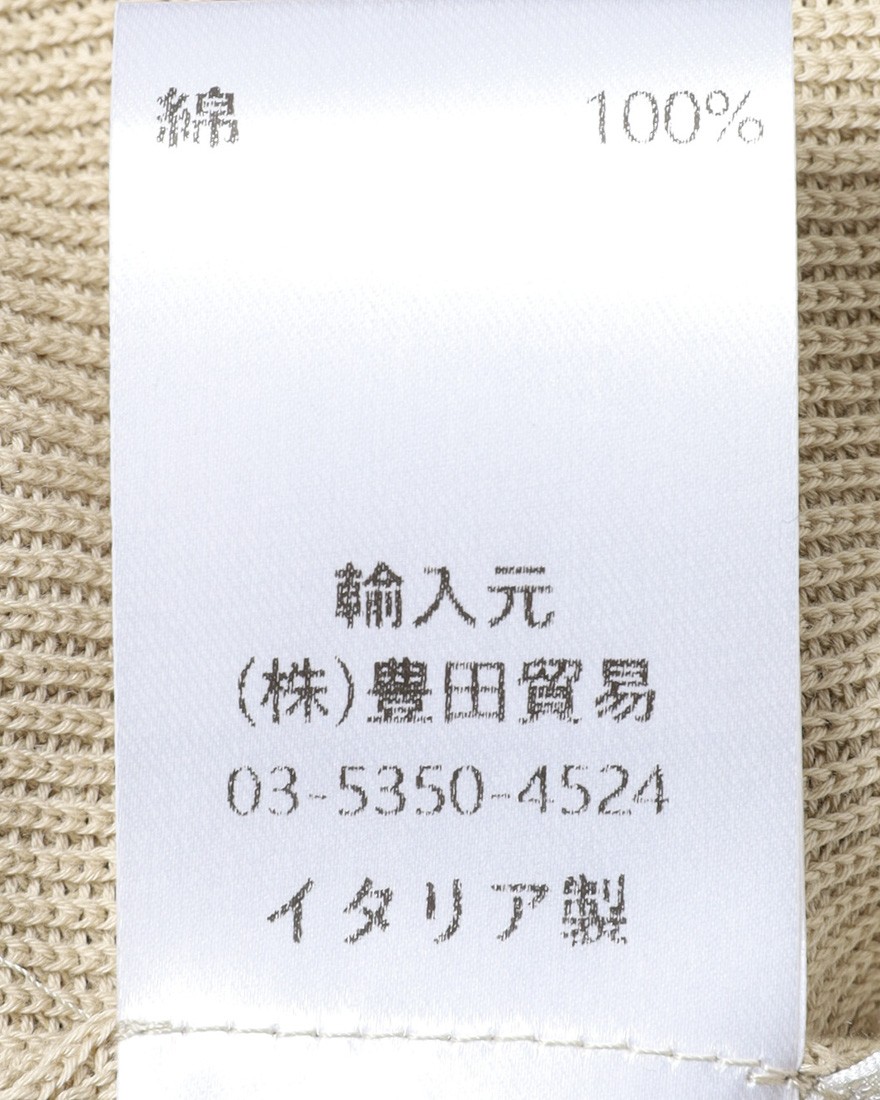 綿 100%
輸入元
(株)豊田貿易
03-5350-4524
イタリア製